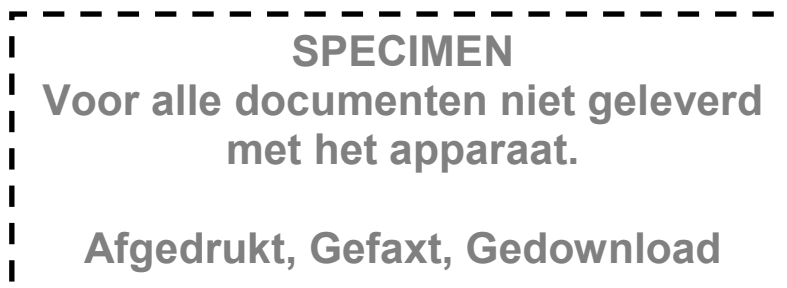 SPECIMEN
Voor alle documenten niet geleverd
met het apparaat.
Afgedrukt, Gefaxt, Gedownload